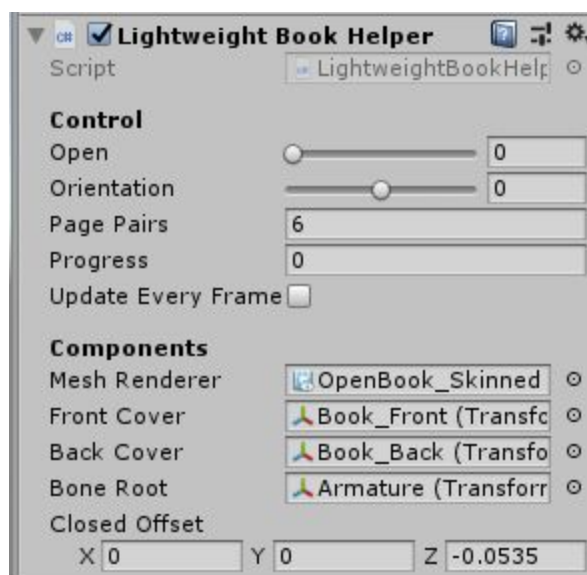 c# Lightweight Book Helper
Script LightweightBookHelp
Control
Open 0
Orientation 0
Page Pairs 6
Progress 0
Update Every Frame
Components
Mesh Renderer OpenBook_Skinned
Front Cover Book_Front (Transfo
Back Cover Book_Back (Transfo
Bone Root Armature (Transforr
Closed Offset
X 0 Y 0 Z -0.0535